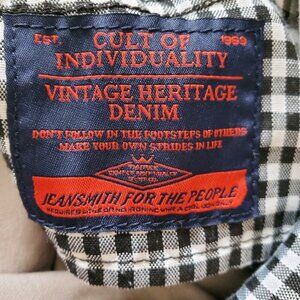 EST. 1969
CULT OF
INDIVIDUALITY
VINTAGE HERITAGE
DENIM
DON'T FOLLOW IN THE FOOTSTEPS OF OTHERS
MAKE YOUR OWN STRIDES IN LIFE
JEANSMITH FOR THE PEOPLE